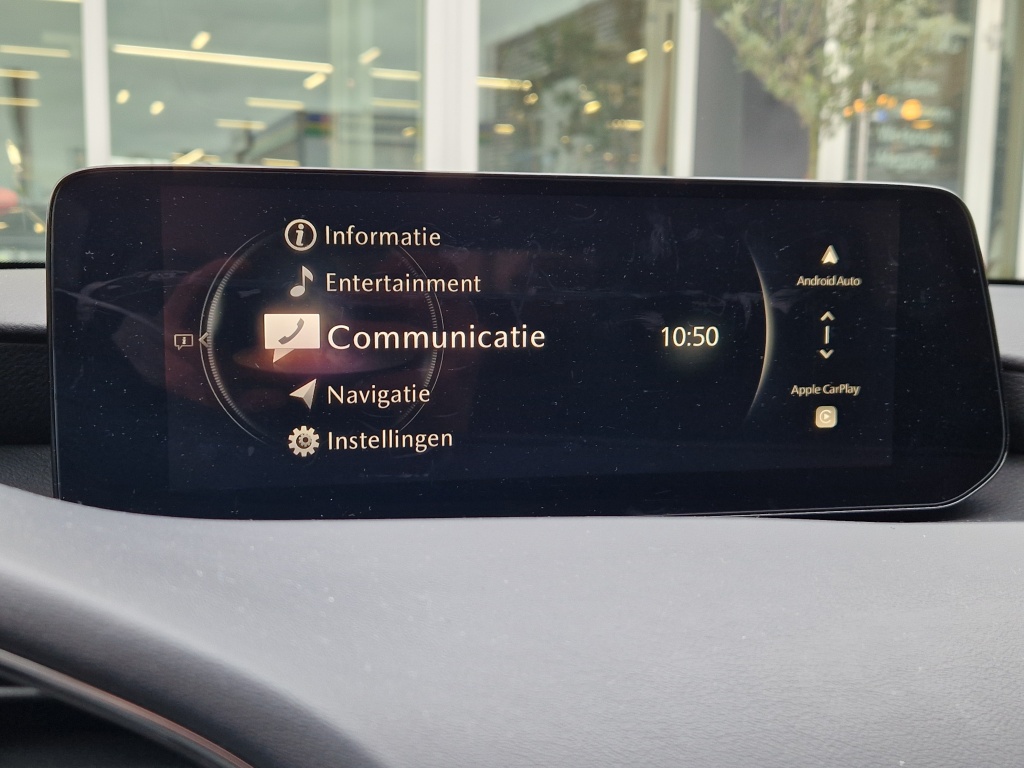 Informatie
Entertainment
Communicatie
Navigatie
Instellingen
10:50
Android Auto
Apple CarPlay